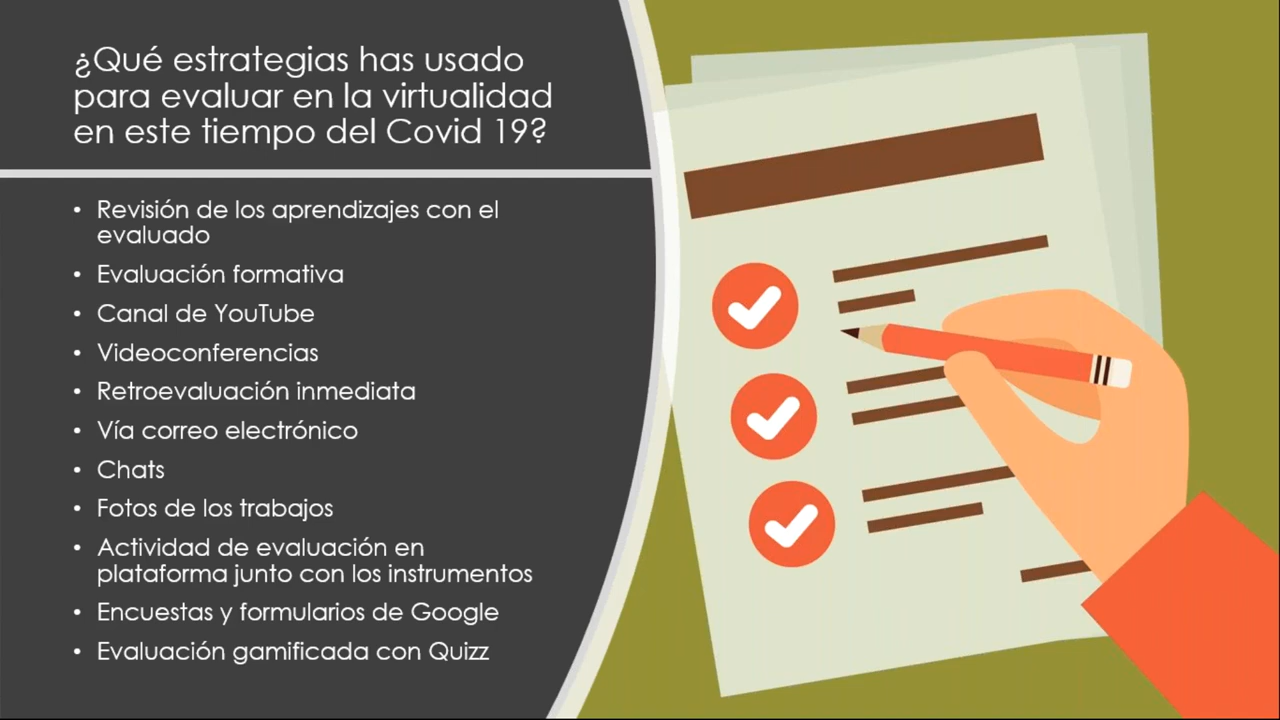 ¿Qué estrategias has usado
para evaluar en la virtualidad
en este tiempo del Covid 19?
• Revisión de los aprendizajes con el
evaluado
• Evaluación formativa
• Canal de YouTube
• Videoconferencias
• Retroevaluación inmediata
• Vía correo electrónico
• Chats
• Fotos de los trabajos
• Actividad de evaluación en
plataforma junto con los instrumentos
• Encuestas y formularios de Google
• Evaluación gamificada con Quizz